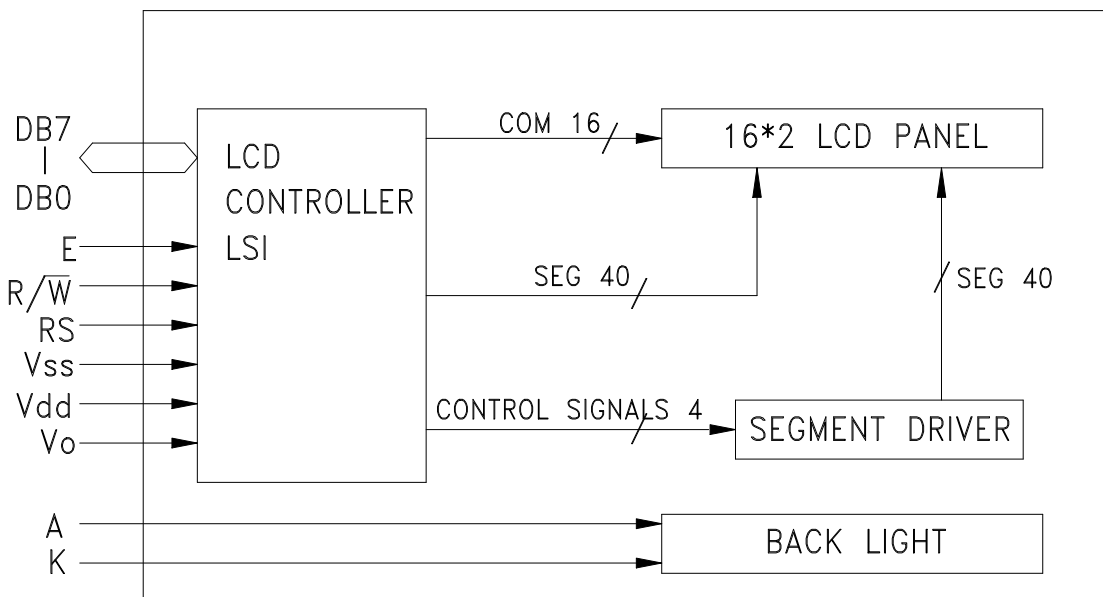 DB7
DB0
E
R/W̅
RS
Vss
Vdd
Vo
A
K
LCD
CONTROLLER
LSI
COM 16
16*2 LCD PANEL
SEG 40
SEG 40
CONTROL SIGNALS 4
SEGMENT DRIVER
BACK LIGHT